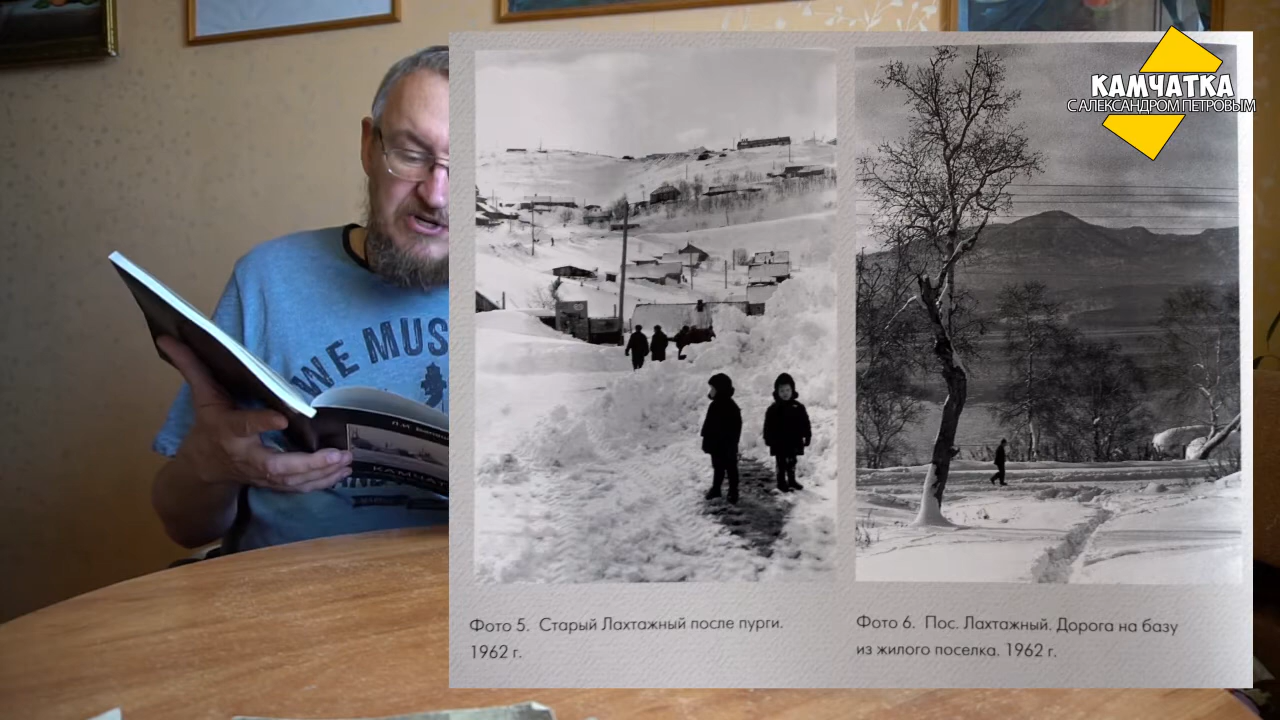 КАМЧАТКА
С АЛЕКСАНДРОМ ПЕТРОВЫМ
WE MUS
КАМЧАТ
Фото 5. Старый Лахтажный после пурги.
1962 г.
Фото 6. Пос. Лахтажный. Дорога на базу
из жилого поселка. 1962 г.